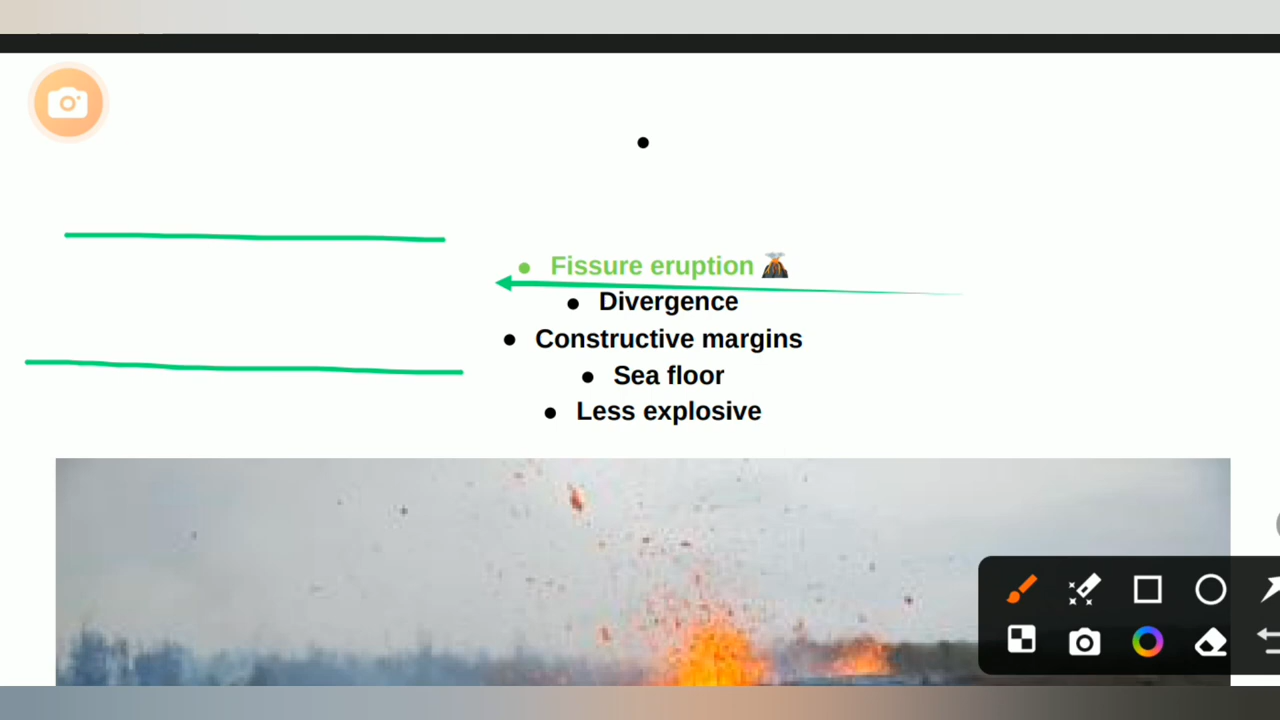 • Fissure eruption 🌋
• Divergence
• Constructive margins
• Sea floor
• Less explosive